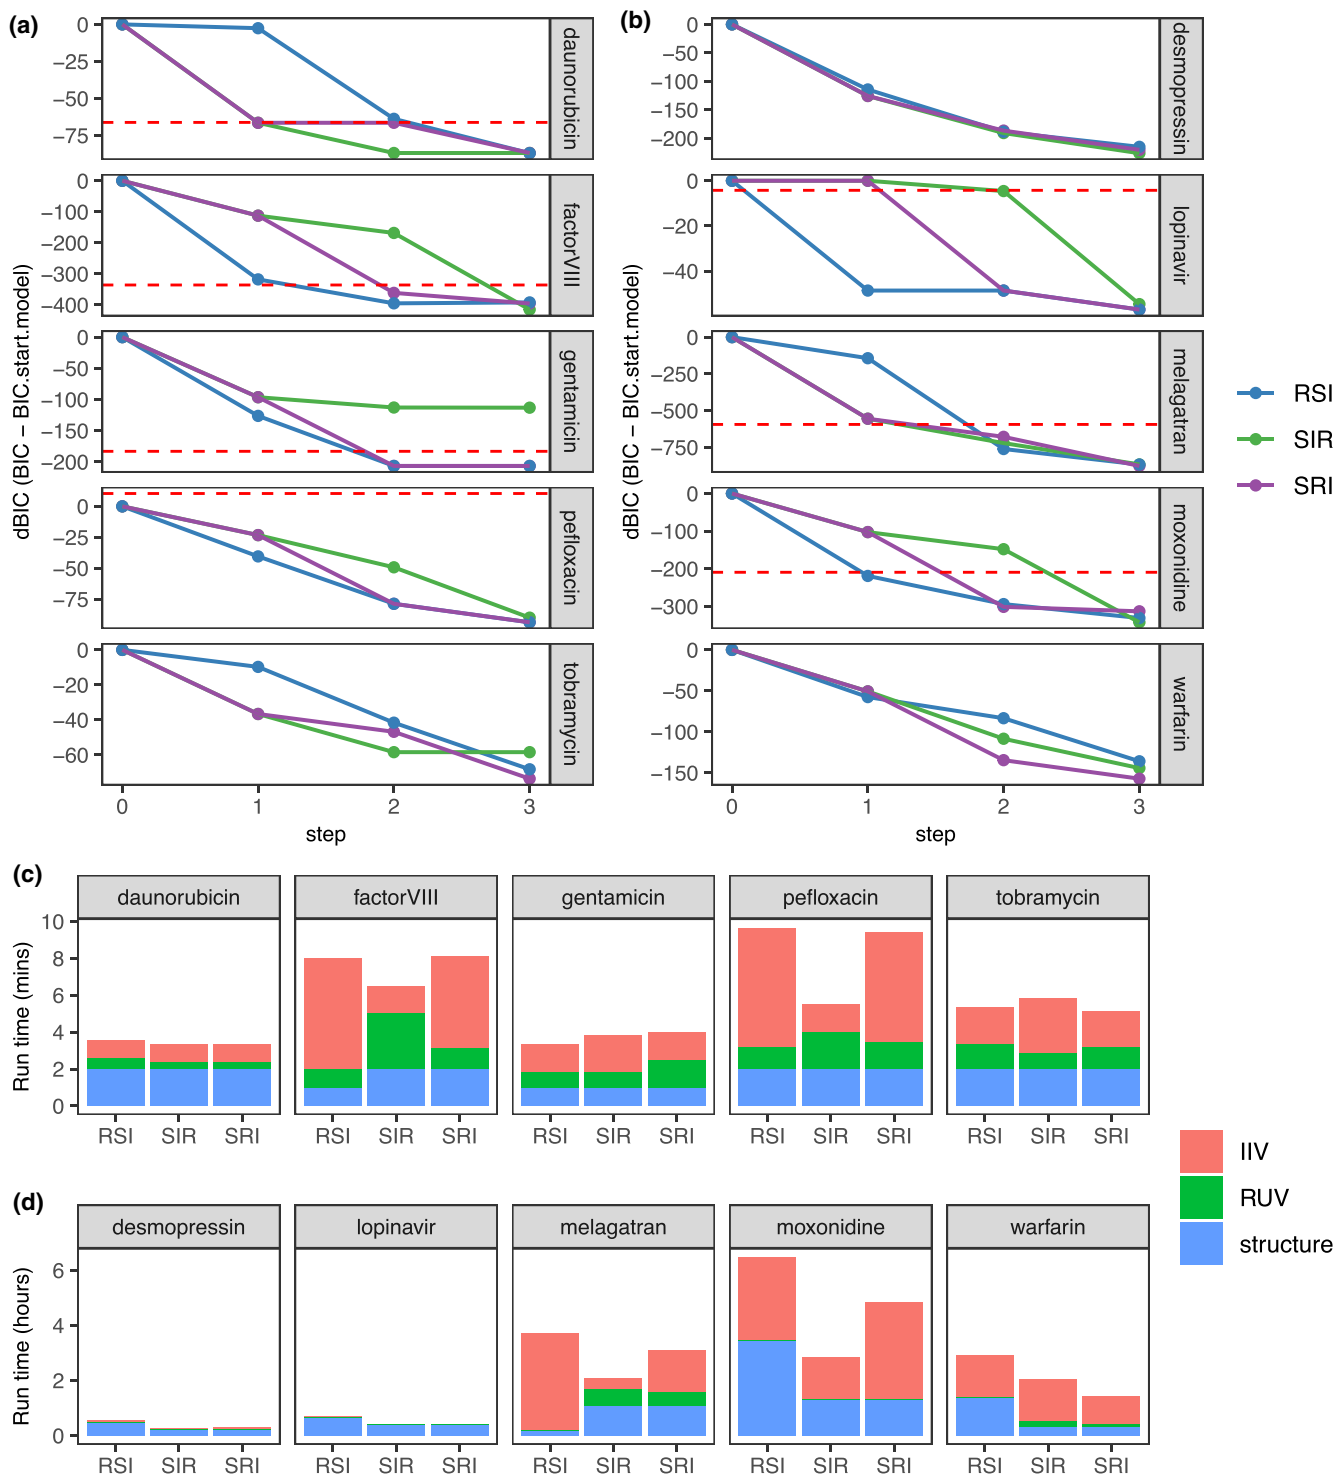 (a)
0
−25
−50
−75
daunorubicin
0
−100
−200
−300
−400
factorVIII
0
−50
−100
−150
−200
gentamicin
0
−25
−50
−75
pefloxacin
0
−20
−40
−60
tobramycin
dBIC (BIC − BIC.start.model)
0 1 2 3
step
(b)
0
−50
−100
−150
−200
desmopressin
0
−20
−40
lopinavir
0
−250
−500
−750
melagatran
0
−100
−200
−300
moxonidine
0
−50
−100
−150
warfarin
dBIC (BIC − BIC.start.model)
0 1 2 3
step
RSI
SIR
SRI
(c)
daunorubicin factorVIII gentamicin pefloxacin tobramycin
Run time (mins)
10
8
6
4
2
0
RSI SIR SRI RSI SIR SRI RSI SIR SRI RSI SIR SRI RSI SIR SRI
(d)
desmopressin lopinavir melagatran moxonidine warfarin
Run time (hours)
6
4
2
0
RSI SIR SRI RSI SIR SRI RSI SIR SRI RSI SIR SRI RSI SIR SRI
IIV
RUV
structure